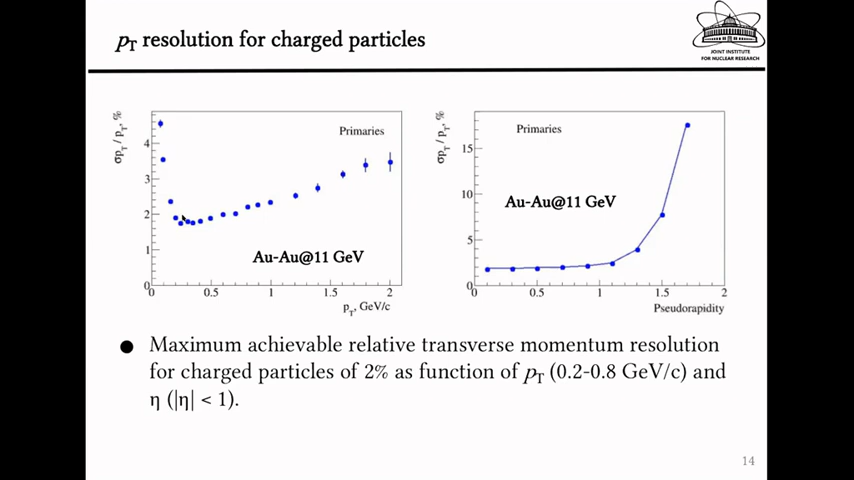 pT resolution for charged particles
JOINT INSTITUTE
FOR NUCLEAR RESEARCH
σpT / pT, %
Primaries
Au-Au@11 GeV
4
3
2
1
0
0
0.5
1
1.5
2
pT, GeV/c
σpT / pT, %
Primaries
Au-Au@11 GeV
15
10
5
0
0
0.5
1
1.5
2
Pseudorapidity
● Maximum achievable relative transverse momentum resolution
for charged particles of 2% as function of pT (0.2-0.8 GeV/c) and
η (|η| < 1).
14